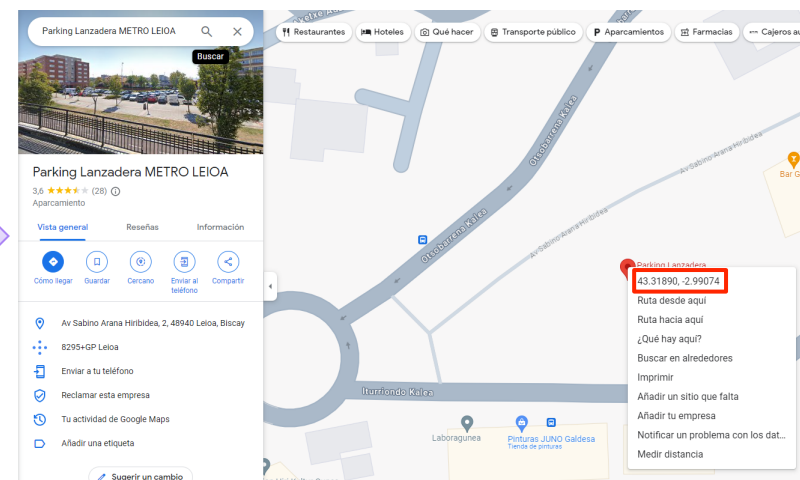 Parking Lanzadera METRO LEIOA
Buscar
Parking Lanzadera METRO LEIOA
3,6 (28)
Aparcamiento
Vista general
Reseñas
Información
Cómo llegar
Guardar
Cercano
Enviar al teléfono
Compartir
Av Sabino Arana Hiribidea, 2, 48940 Leioa, Biscay
8295+GP Leioa
Enviar a tu teléfono
Reclamar esta empresa
Tu actividad de Google Maps
Añadir una etiqueta
Sugerir un cambio
Restaurantes
Hoteles
Qué hacer
Transporte público
P Aparcamientos
Farmacias
Cajeros au
Otsobarrena Kalea
Otsobarrena Kalea
Av Sabino Arana Hiribidea
Av Sabino Arana Hiribidea
Bar G
Parking Lanzadera
43.31890, -2.99074
Ruta desde aquí
Ruta hacia aquí
¿Qué hay aquí?
Buscar en alrededores
Imprimir
Añadir un sitio que falta
Añadir tu empresa
Notificar un problema con los dat...
Medir distancia
Iturriondo Kalea
Laboragunea
Pinturas JUNO Galdesa
Tienda de pinturas